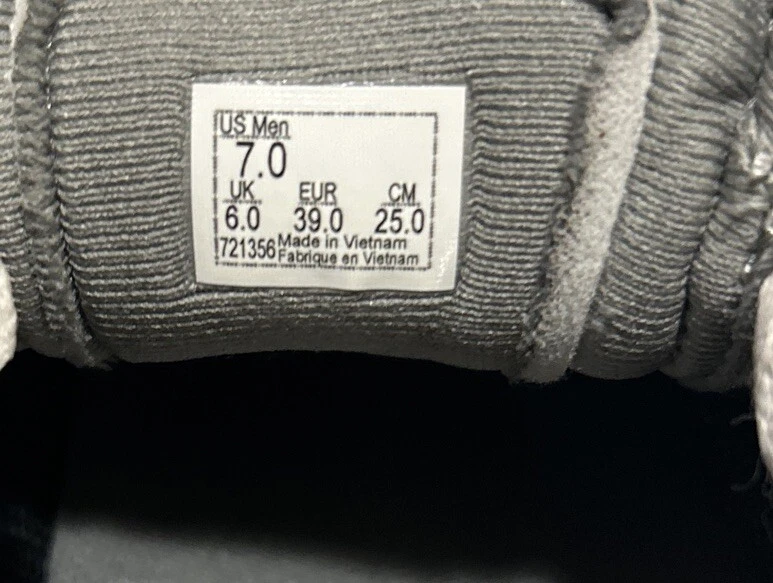 US Men
7.0
UK EUR CM
6.0 39.0 25.0
721356 Made in Vietnam
Fabrique en Vietnam